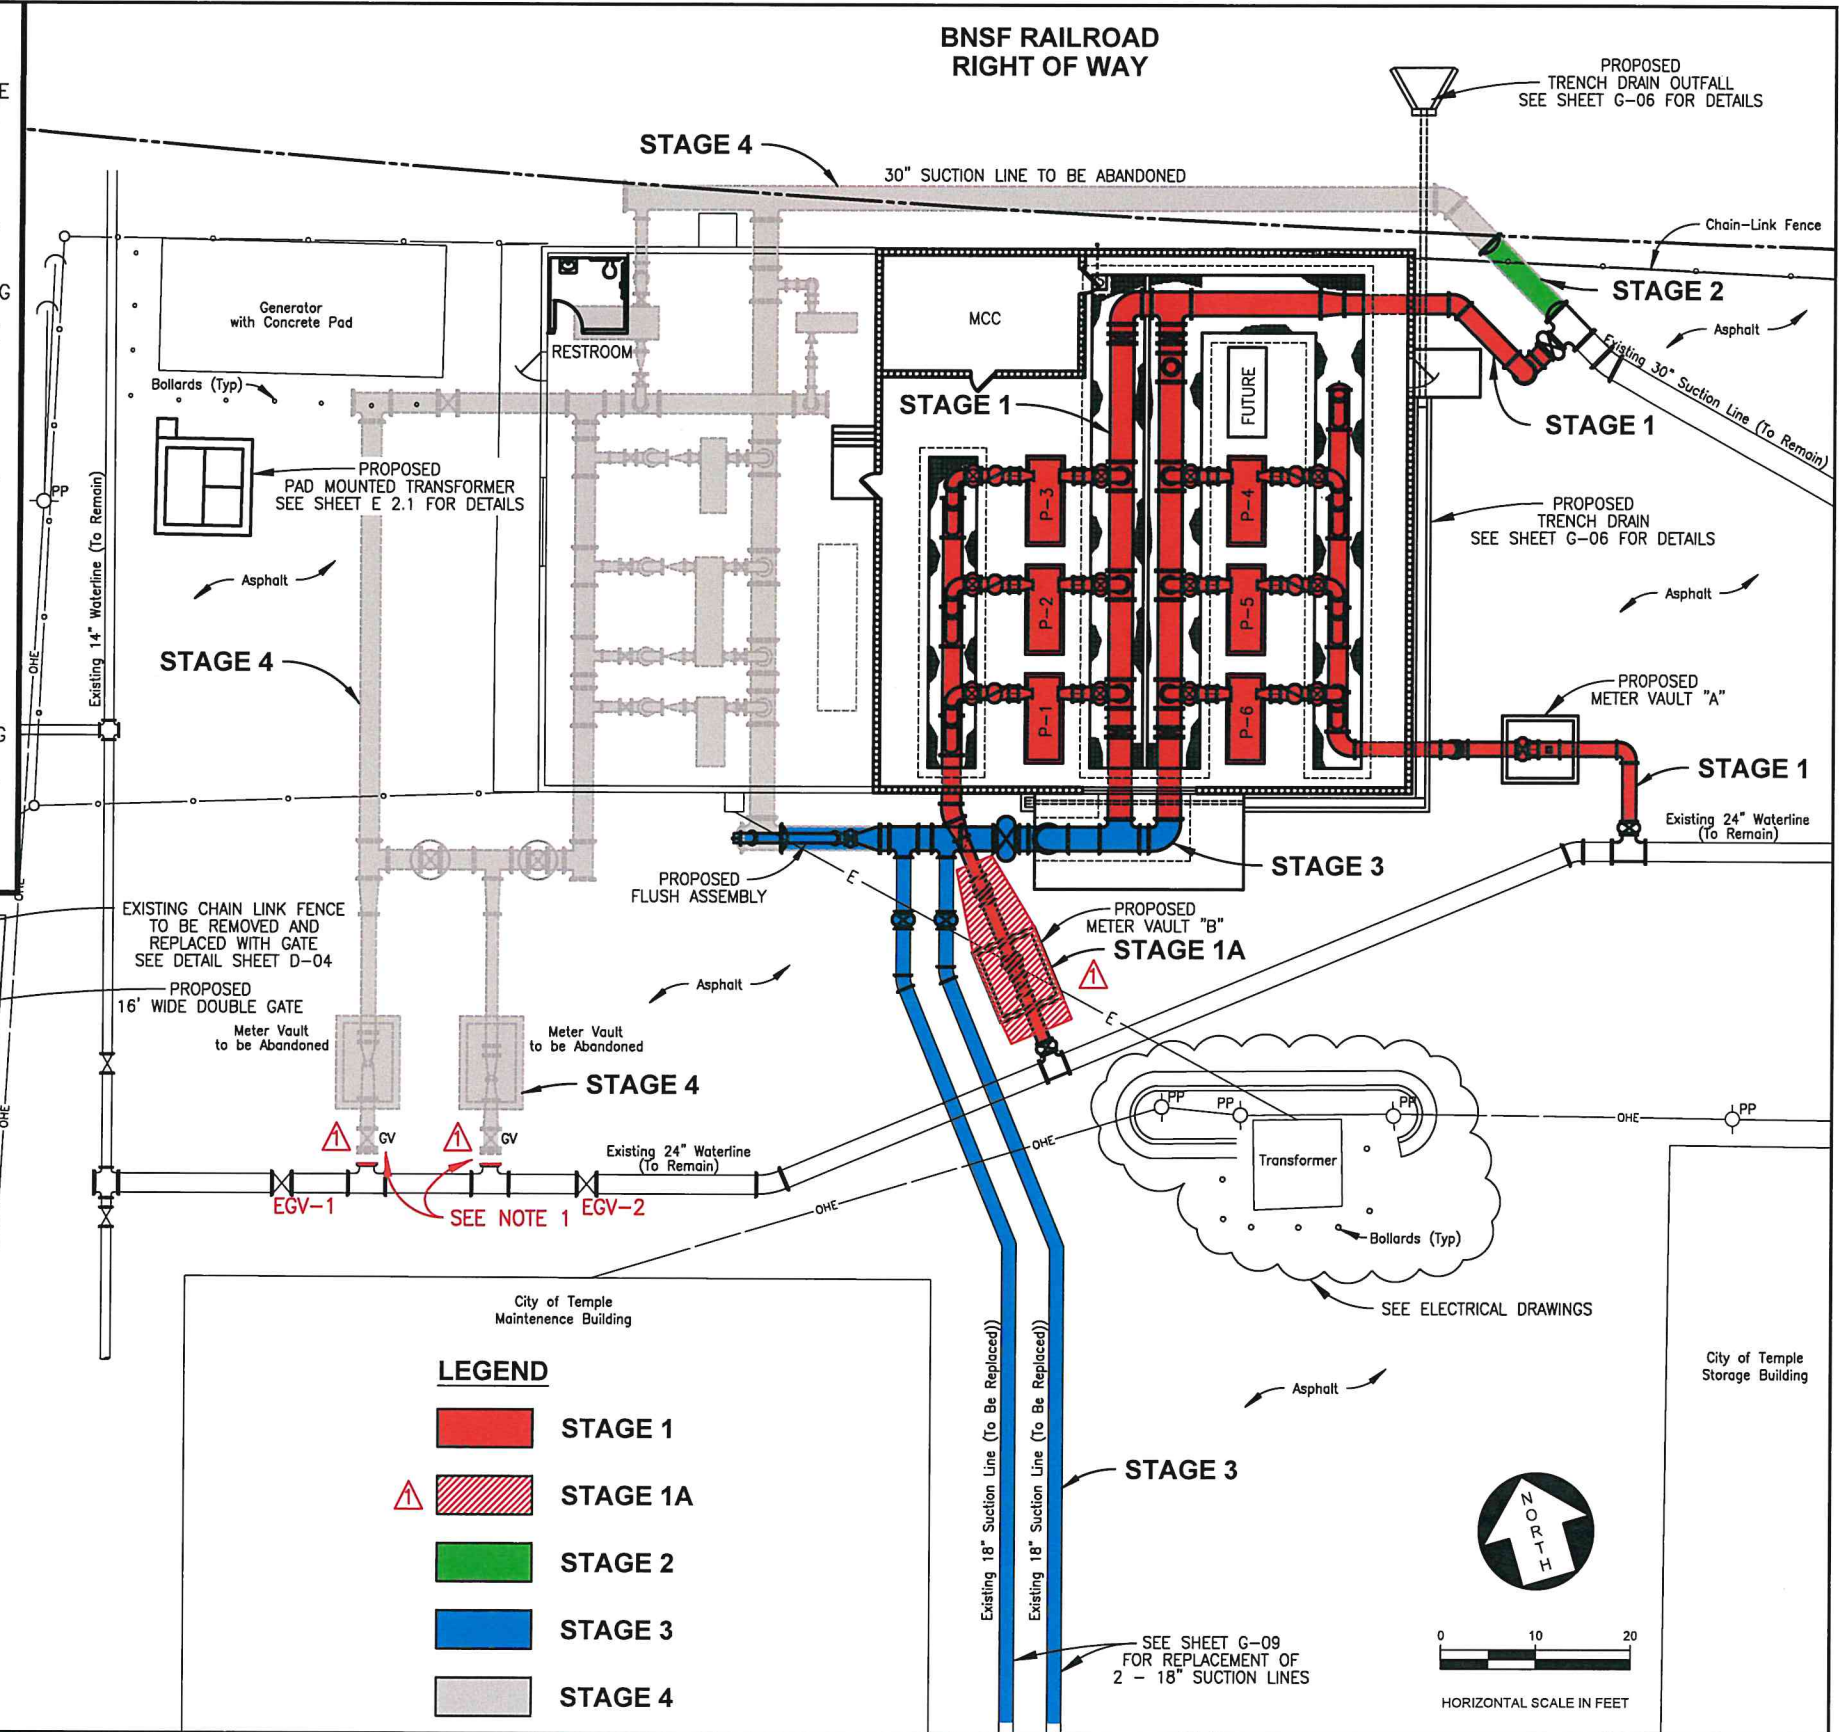 BNSF RAILROAD
RIGHT OF WAY
PROPOSED
TRENCH DRAIN OUTFALL
SEE SHEET G-06 FOR DETAILS
E
STAGE 4
30" SUCTION LINE TO BE ABANDONED
Chain-Link Fence
G
Generator
with Concrete Pad
MCC
STAGE 2
Asphalt
RESTROOM
Existing 30" Suction Line (To Remain)
Bollards (Typ)
FUTURE
STAGE 1
STAGE 1
PROPOSED
PAD MOUNTED TRANSFORMER
SEE SHEET E 2.1 FOR DETAILS
PP
P-3
P-4
PROPOSED
TRENCH DRAIN
SEE SHEET G-06 FOR DETAILS
Existing 14" Waterline (To Remain)
Asphalt
Asphalt
P-2
P-5
OHE
STAGE 4
PROPOSED
METER VAULT "A"
P-1
P-6
G
STAGE 1
Existing 24" Waterline
(To Remain)
PROPOSED
FLUSH ASSEMBLY
E
STAGE 3
OHE
EXISTING CHAIN LINK FENCE
TO BE REMOVED AND
REPLACED WITH GATE
SEE DETAIL SHEET D-04
PROPOSED
METER VAULT "B"
STAGE 1A
1
Asphalt
PROPOSED
16' WIDE DOUBLE GATE
Meter Vault
to be Abandoned
Meter Vault
to be Abandoned
E
STAGE 4
OHE
PP
PP
PP
OHE
PP
1
GV
1
GV
OHE
Existing 24" Waterline
(To Remain)
Transformer
EGV-1
SEE NOTE 1
EGV-2
OHE
Bollards (Typ)
City of Temple
Maintenence Building
SEE ELECTRICAL DRAWINGS
LEGEND
STAGE 1
1
STAGE 1A
STAGE 2
STAGE 3
STAGE 4
Existing 18" Suction Line (To Be Replaced))
Existing 18" Suction Line (To Be Replaced))
Asphalt
City of Temple
Storage Building
STAGE 3
NORTH
SEE SHEET G-09
FOR REPLACEMENT OF
2 - 18" SUCTION LINES
0 10 20
HORIZONTAL SCALE IN FEET